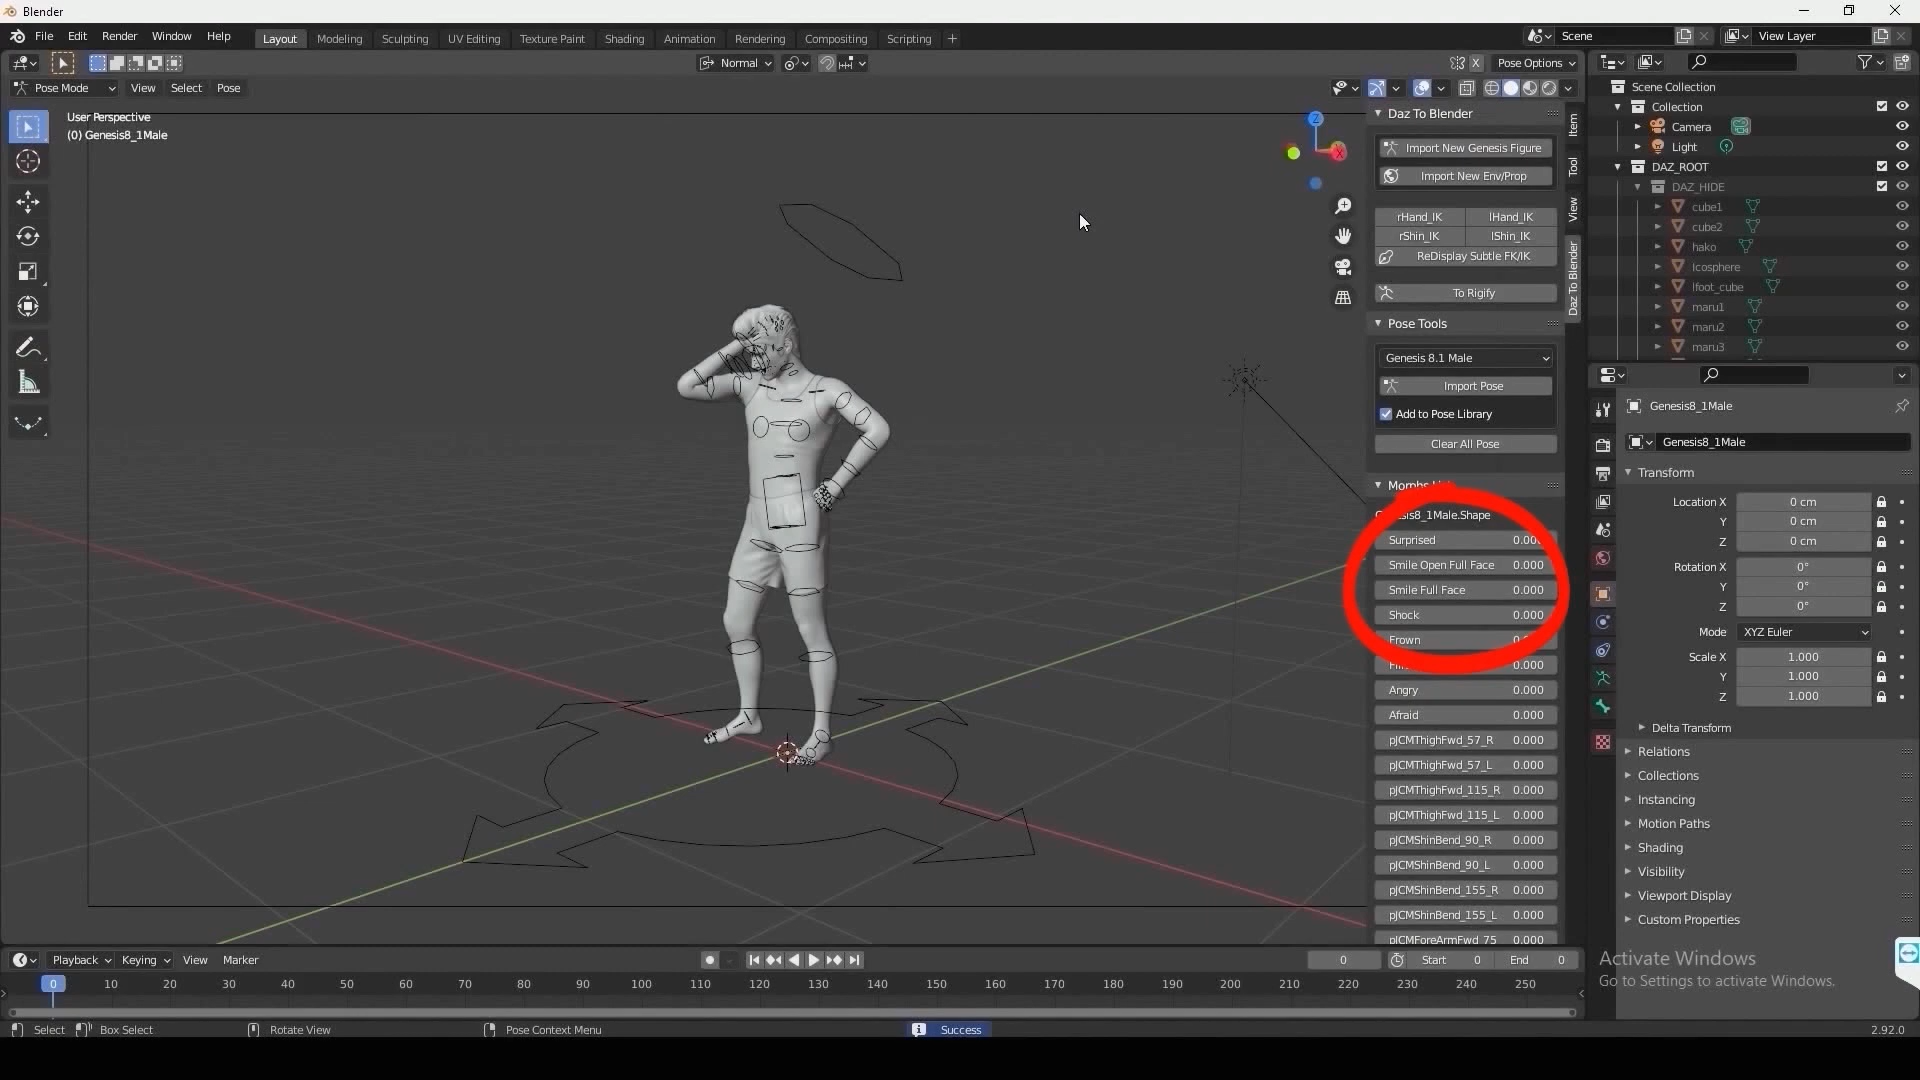 Blender
File Edit Render Window Help
Layout Modeling Sculpting UV Editing Texture Paint Shading Animation Rendering Compositing Scripting +
Scene
View Layer
Normal
X Pose Options
Pose Mode View Select Pose
User Perspective
(0) Genesis8_1Male
Z
X
Daz To Blender
Import New Genesis Figure
Import New Env/Prop
rHand_IK lHand_IK
rShin_IK lShin_IK
ReDisplay Subtle FK/IK
To Rigify
Pose Tools
Genesis 8.1 Male
Import Pose
Add to Pose Library
Clear All Pose
Genesis8_1Male.Shape
Surprised 0.000
Smile Open Full Face 0.000
Smile Full Face 0.000
Shock 0.000
Frown
0.000
Angry 0.000
Afraid 0.000
pJCMThighFwd_57_R 0.000
pJCMThighFwd_57_L 0.000
pJCMThighFwd_115_R 0.000
pJCMThighFwd_115_L 0.000
pJCMShinBend_90_R 0.000
pJCMShinBend_90_L 0.000
pJCMShinBend_155_R 0.000
pJCMShinBend_155_L 0.000
pJCMForeArmFwd_75 0.000
Item
Tool
View
Daz To Blender
Scene Collection
Collection
Camera
Light
DAZ_ROOT
DAZ_HIDE
cube1
cube2
hako
Icosphere
lfoot_cube
maru1
maru2
maru3
Genesis8_1Male
Genesis8_1Male
Transform
Location X 0 cm
Y 0 cm
Z 0 cm
Rotation X 0°
Y 0°
Z 0°
Mode XYZ Euler
Scale X 1.000
Y 1.000
Z 1.000
Delta Transform
Relations
Collections
Instancing
Motion Paths
Shading
Visibility
Viewport Display
Custom Properties
Activate Windows
Go to Settings to activate Windows.
Playback Keying View Marker
0 Start 0 End 0
0 10 20 30 40 50 60 70 80 90 100 110 120 130 140 150 160 170 180 190 200 210 220 230 240 250
Select Box Select Rotate View Pose Context Menu Success 2.92.0